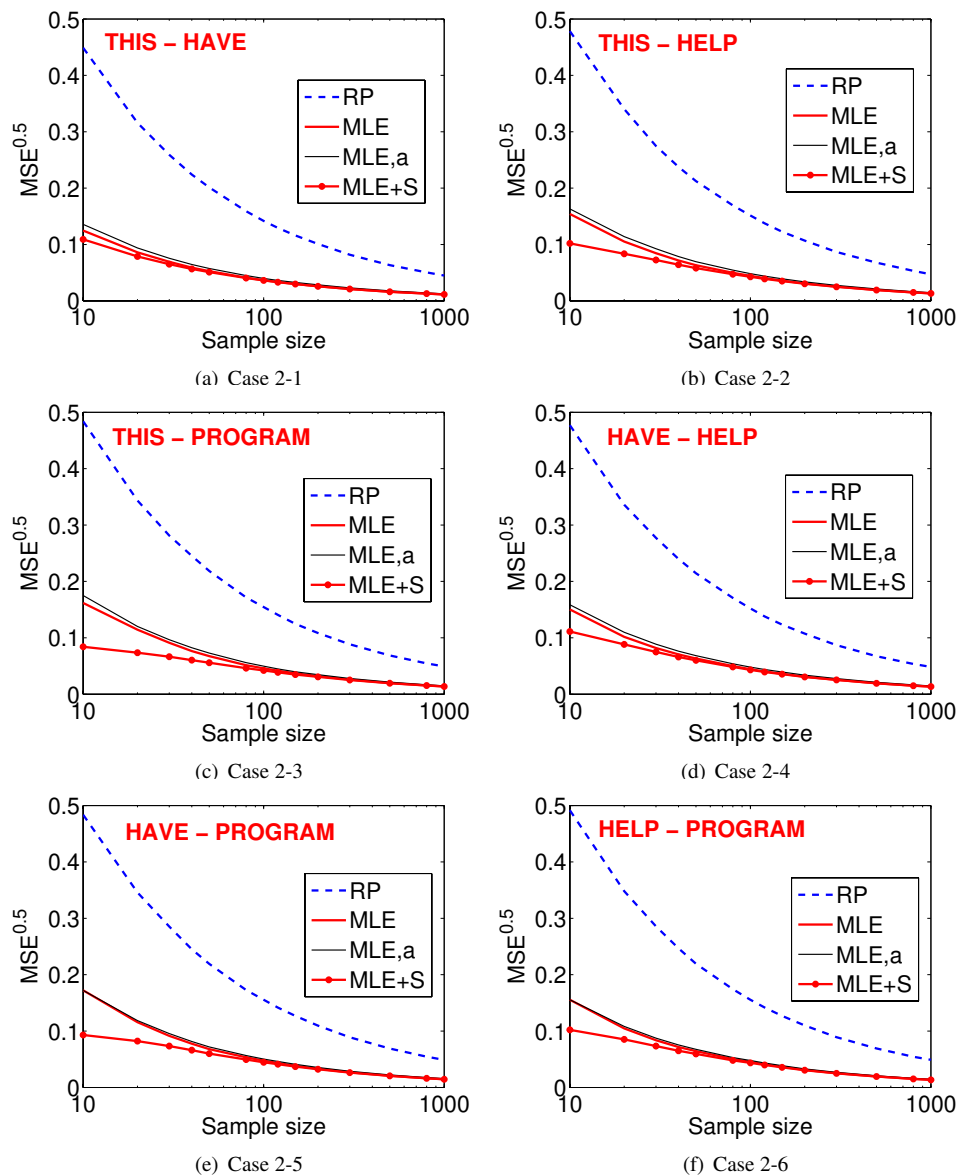 THIS – HAVE
MSE^0.5
0.5
0.4
0.3
0.2
0.1
0
RP
MLE
MLE,a
MLE+S
10
100
1000
Sample size
(a) Case 2-1
THIS – HELP
MSE^0.5
0.5
0.4
0.3
0.2
0.1
0
RP
MLE
MLE,a
MLE+S
10
100
1000
Sample size
(b) Case 2-2
THIS – PROGRAM
MSE^0.5
0.5
0.4
0.3
0.2
0.1
0
RP
MLE
MLE,a
MLE+S
10
100
1000
Sample size
(c) Case 2-3
HAVE – HELP
MSE^0.5
0.5
0.4
0.3
0.2
0.1
0
RP
MLE
MLE,a
MLE+S
10
100
1000
Sample size
(d) Case 2-4
HAVE – PROGRAM
MSE^0.5
0.5
0.4
0.3
0.2
0.1
0
RP
MLE
MLE,a
MLE+S
10
100
1000
Sample size
(e) Case 2-5
HELP – PROGRAM
MSE^0.5
0.5
0.4
0.3
0.2
0.1
0
RP
MLE
MLE,a
MLE+S
10
100
1000
Sample size
(f) Case 2-6